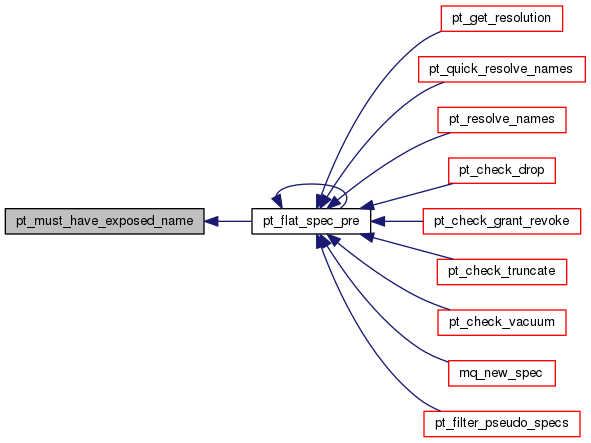 pt_get_resolution
pt_quick_resolve_names
pt_resolve_names
pt_check_drop
pt_must_have_exposed_name
pt_flat_spec_pre
pt_check_grant_revoke
pt_check_truncate
pt_check_vacuum
mq_new_spec
pt_filter_pseudo_specs